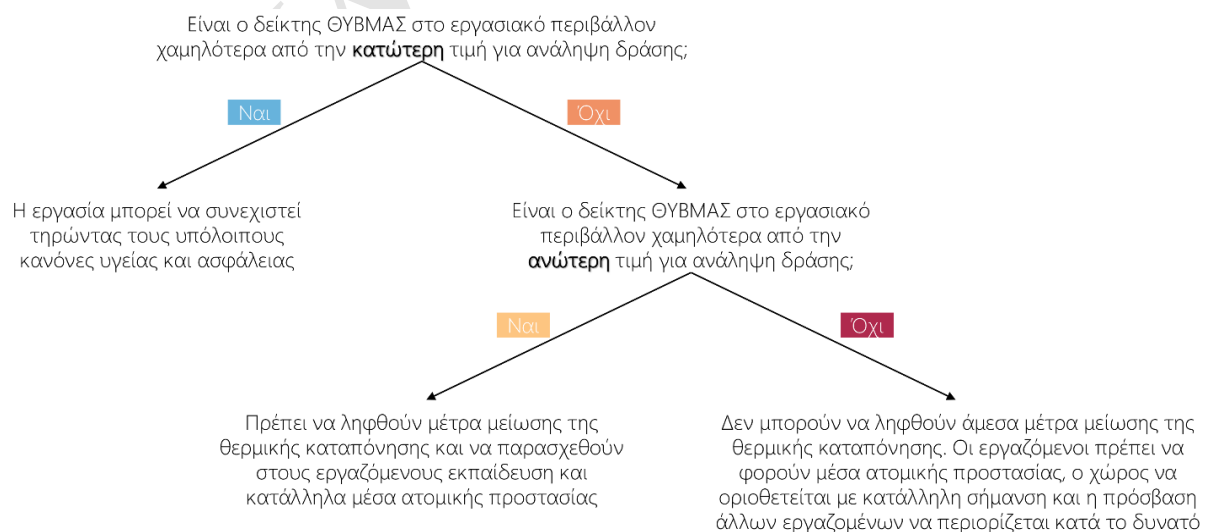 Είναι ο δείκτης ΘΥΒΜΑΣ στο εργασιακό περιβάλλον
χαμηλότερα από την κατώτερη τιμή για ανάληψη δράσης;
Ναι
Όχι
Η εργασία μπορεί να συνεχιστεί
τηρώντας τους υπόλοιπους
κανόνες υγείας και ασφάλειας
Είναι ο δείκτης ΘΥΒΜΑΣ στο εργασιακό
περιβάλλον χαμηλότερα από την
ανώτερη τιμή για ανάληψη δράσης;
Ναι
Όχι
Πρέπει να ληφθούν μέτρα μείωσης της
θερμικής καταπόνησης και να παρασχεθούν
στους εργαζόμενους εκπαίδευση και
κατάλληλα μέσα ατομικής προστασίας
Δεν μπορούν να ληφθούν άμεσα μέτρα μείωσης της
θερμικής καταπόνησης. Οι εργαζόμενοι πρέπει να
φορούν μέσα ατομικής προστασίας, ο χώρος να
οριοθετείται με κατάλληλη σήμανση και η πρόσβαση
άλλων εργαζομένων να περιορίζεται κατά το δυνατό